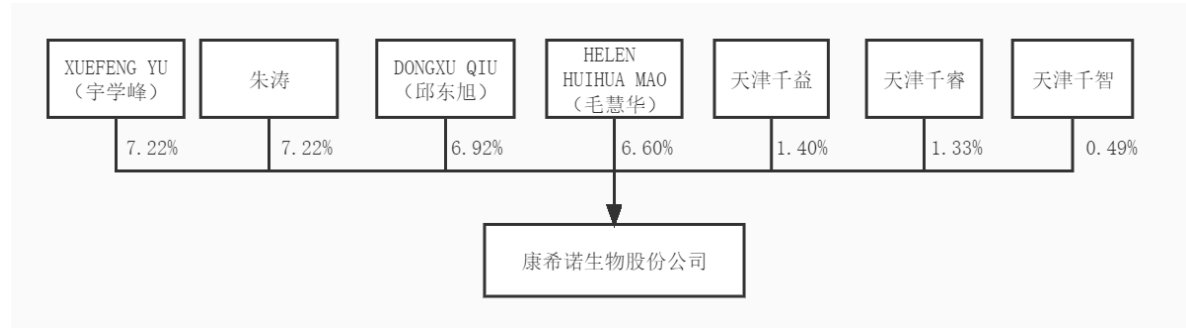 XUEFENG YU
（宇学峰）
朱涛
DONGXU QIU
（邱东旭）
HELEN
HUIHUA MAO
（毛慧华）
天津千益
天津千睿
天津千智
7.22%
7.22%
6.92%
6.60%
1.40%
1.33%
0.49%
康希诺生物股份公司